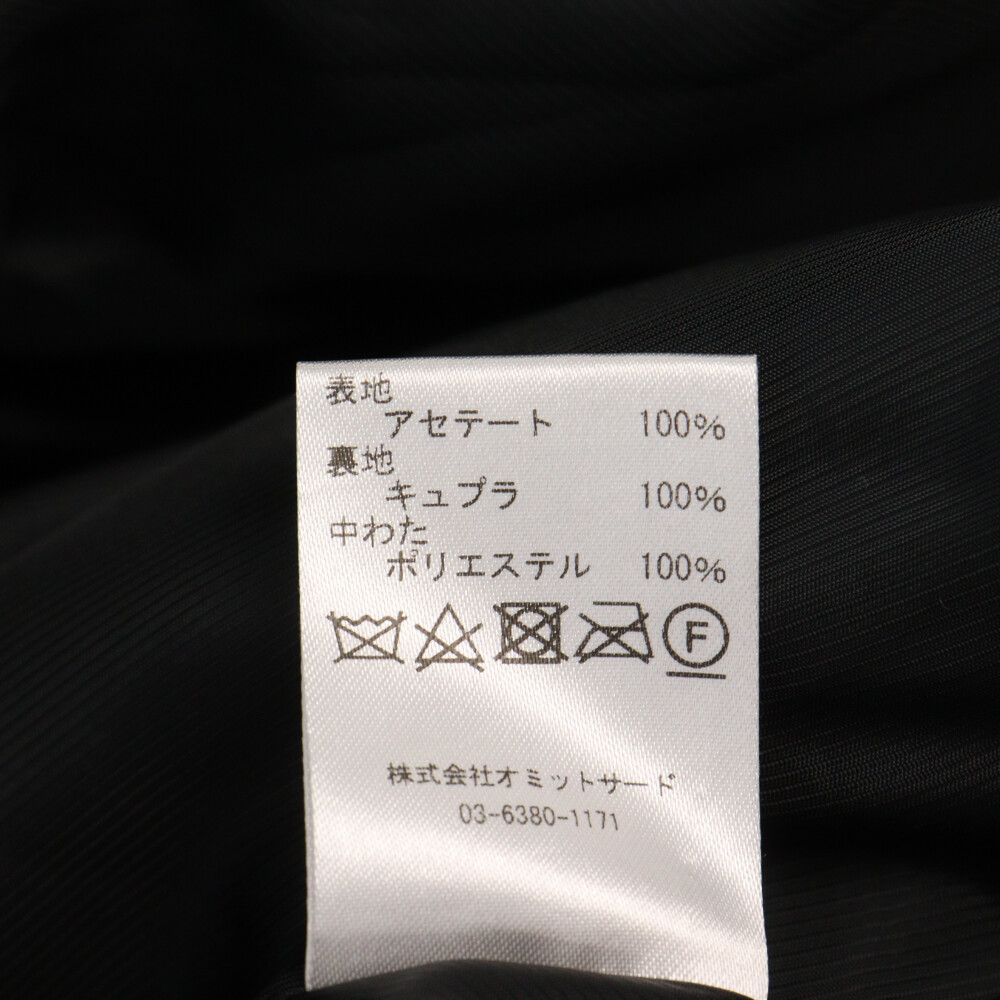 表地
アセテート 100%
裏地
キュプラ 100%
中わた
ポリエステル 100%
F
株式会社オミットサード
03-6380-1171